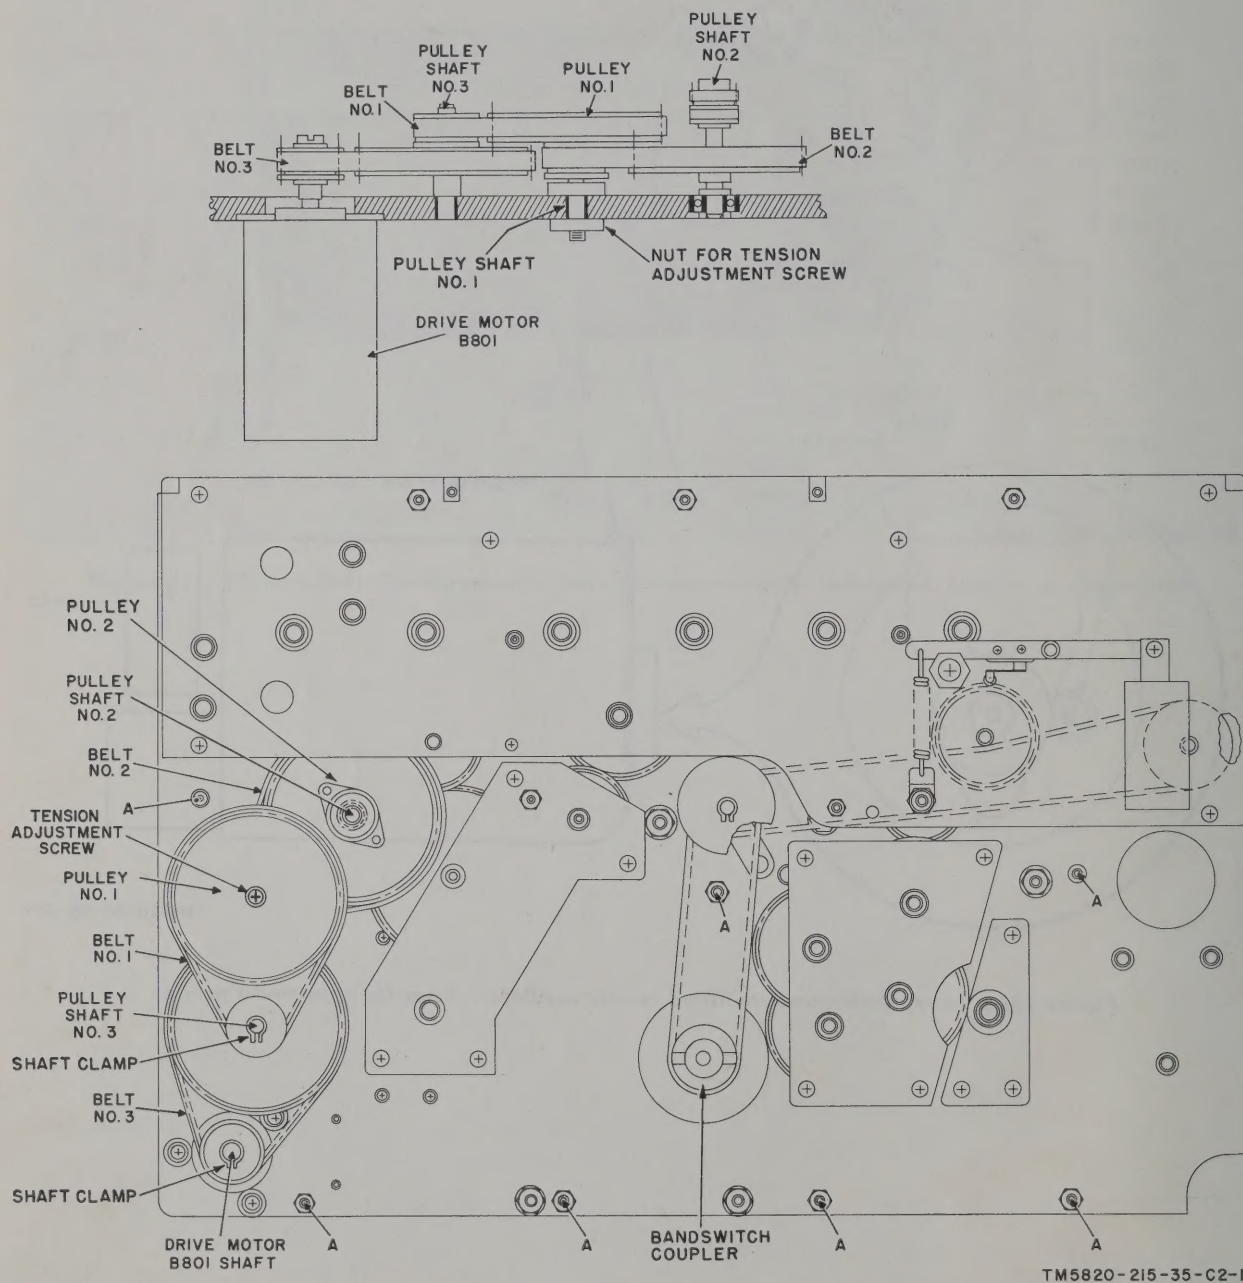 PULLEY
SHAFT
NO.2
PULLEY
SHAFT
NO.3
PULLEY
NO.1
BELT
NO.1
BELT
NO.3
BELT
NO.2
PULLEY SHAFT
NO. 1
NUT FOR TENSION
ADJUSTMENT SCREW
DRIVE MOTOR
B801
PULLEY
NO. 2
PULLEY
SHAFT
NO.2
BELT
NO. 2
A
TENSION
ADJUSTMENT
SCREW
PULLEY
NO. 1
A
A
BELT
NO. 1
PULLEY
SHAFT
NO. 3
SHAFT CLAMP
BELT
NO. 3
SHAFT CLAMP
DRIVE MOTOR
B801 SHAFT
A
A
BANDSWITCH
COUPLER
A
A
TM5820-215-35-C2-1